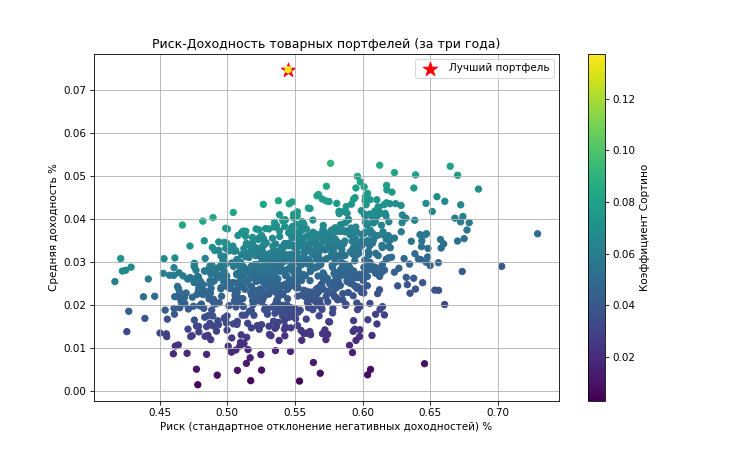 Риск-Доходность товарных портфелей (за три года)
Лучший портфель
Средняя доходность %
0.07
0.06
0.05
0.04
0.03
0.02
0.01
0.00
0.45 0.50 0.55 0.60 0.65 0.70
Риск (стандартное отклонение негативных доходностей) %
0.12
0.10
0.08
0.06
0.04
0.02
Коэффициент Сортино